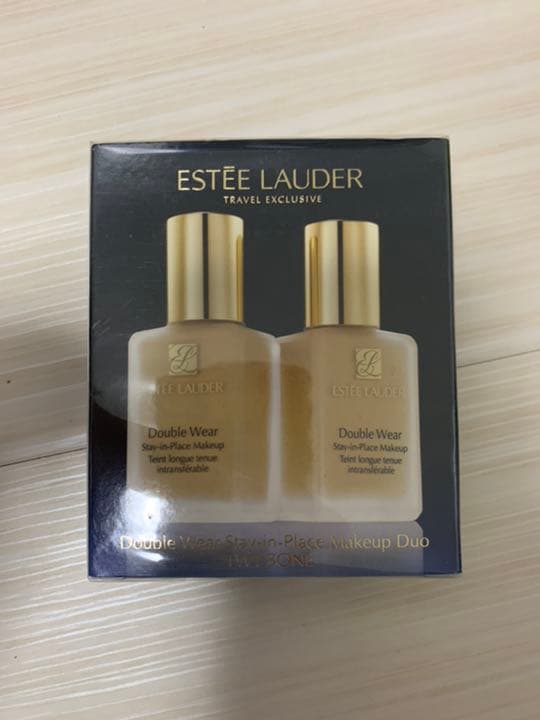 ESTĒE LAUDER
TRAVEL EXCLUSIVE
ESTĒE LAUDER
Double Wear
Stay-in-Place Makeup
Teint longue tenue
intransférable
ESTĒE LAUDER
Double Wear
Stay-in-Place Makeup
Teint longue tenue
intransférable
Double Wear Stay-in-Place Makeup Duo
BONE